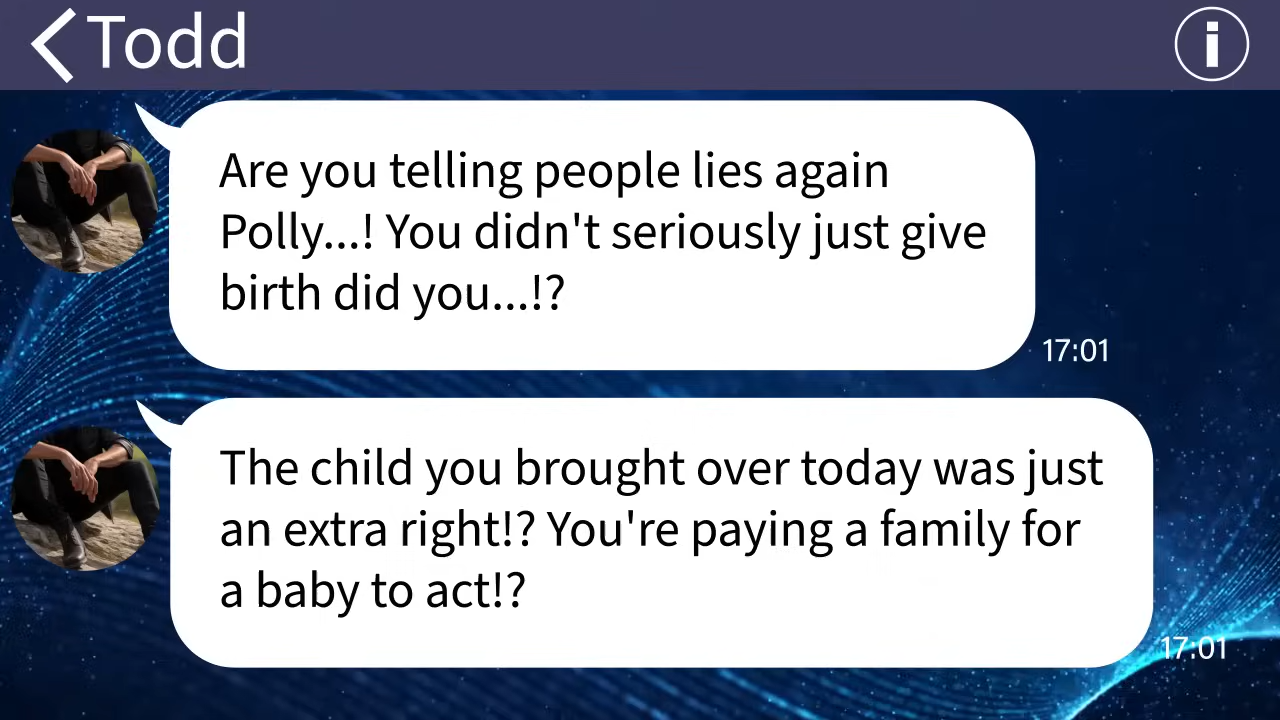 Todd
Are you telling people lies again
Polly...! You didn't seriously just give
birth did you...!?
17:01
The child you brought over today was just
an extra right!? You're paying a family for
a baby to act!?
17:01